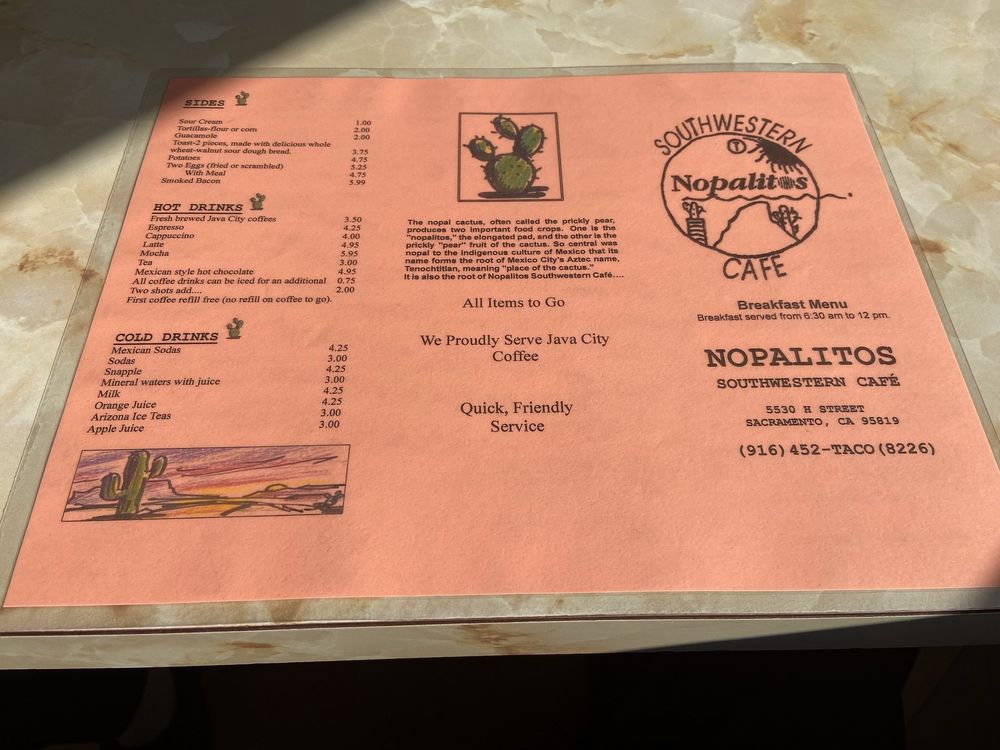 SIDES
Sour Cream 1.00
Tortillas-flour or corn 2.00
Guacamole 2.00
Toast-2 pieces, made with delicious whole
wheat-walnut sour dough bread. 3.75
Potatoes 4.75
Two Eggs (fried or scrambled) 5.25
With Meal 4.75
Smoked Bacon 5.99
HOT DRINKS
Fresh brewed Java City coffees 3.50
Espresso 4.25
Cappuccino 4.00
Latte 4.95
Mocha 5.95
Tea 3.00
Mexican style hot chocolate 4.95
All coffee drinks can be iced for an additional 0.75
Two shots add.... 2.00
First coffee refill free (no refill on coffee to go).
COLD DRINKS
Mexican Sodas 4.25
Sodas 3.00
Snapple 4.25
Mineral waters with juice 3.00
Milk 4.25
Orange Juice 4.25
Arizona Ice Teas 3.00
Apple Juice 3.00
The nopal cactus, often called the prickly pear,
produces two important food crops. One is the
"nopalitos," the elongated pad, and the other is the
prickly "pear" fruit of the cactus. So central was
nopal to the indigenous culture of Mexico that its
name forms the root of Mexico City's Aztec name,
Tenochtitlan, meaning "place of the cactus."
It is also the root of Nopalitos Southwestern Café....
All Items to Go
We Proudly Serve Java City
Coffee
Quick, Friendly
Service
SOUTHWESTERN
Nopalitos
CAFE
Breakfast Menu
Breakfast served from 6:30 am to 12 pm.
NOPALITOS
SOUTHWESTERN CAFÉ
5530 H STREET
SACRAMENTO, CA 95819
(916) 452-TACO (8226)